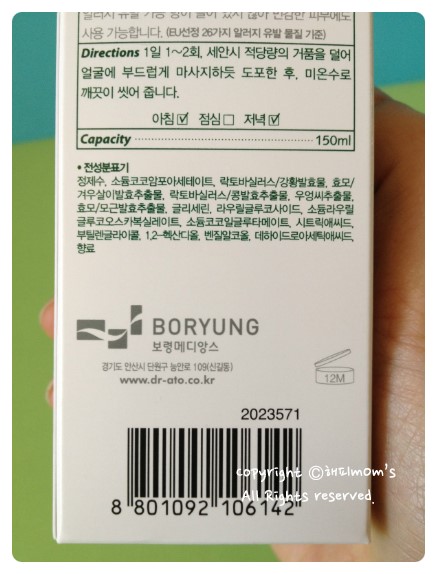 알러지 유발 가능 향이 들어 있지 않아 민감한 피부에도
사용 가능합니다. (EU선정 26가지 알러지 유발 물질 기준)
Directions 1일 1~2회, 세안시 적당량의 거품을 덜어
얼굴에 부드럽게 마사지하듯 도포한 후, 미온수로
깨끗이 씻어 줍니다.
아침☑ 점심□ 저녁☑
Capacity 150ml
• 전성분표기
정제수, 소듐코코암포아세테이트, 락토바실러스/강황발효물, 효모/
겨우살이발효추출물, 락토바실러스/콩발효추출물, 우엉씨추출물,
효모/모근발효추출물, 글리세린, 라우릴글루코사이드, 소듐라우릴
글루코오스카복실레이트, 소듐코코일글루타메이트, 시트릭애씨드,
부틸렌글라이콜, 1,2-헥산디올, 벤질알코올, 데하이드로아세틱애씨드,
향료
BORYUNG
보령메디앙스
경기도 안산시 단원구 능안로 109(신길동)
www.dr-ato.co.kr
12M
2023571
copyright ⓒ해피mom's
All Rights reserved.
8 801092 106142